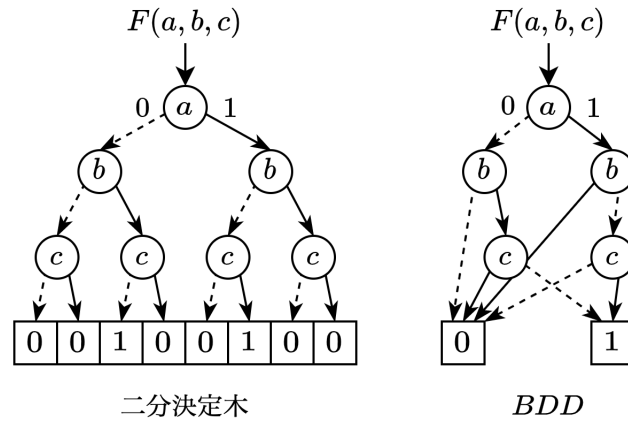 F(a, b, c)
0 a 1
b b
c c c c
0 0 1 0 0 1 0 0
二分決定木
F(a, b, c)
0 a 1
b b
c c
0 1
BDD